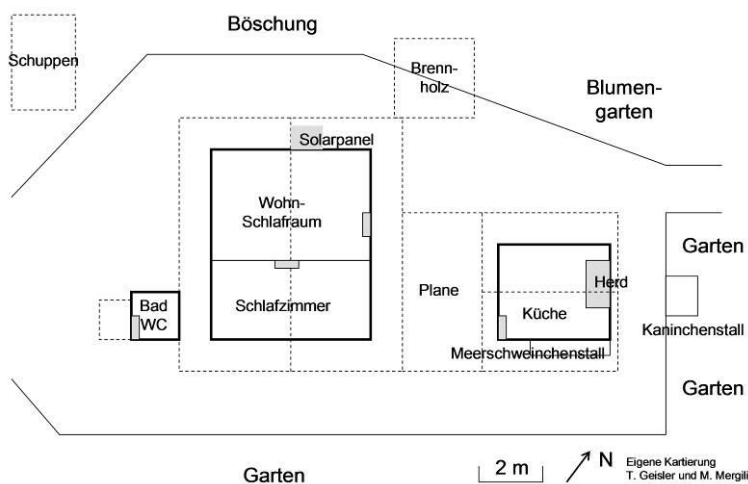 Böschung
Schuppen
Brenn-
holz
Blumen-
garten
Solarpanel
Wohn-
Schlafraum
Garten
Plane
Herd
Bad
WC
Schlafzimmer
Küche
Kaninchenstall
Meerschweinchenstall
Garten
Garten
2 m
N
Eigene Kartierung
T. Geisler und M. Mergili